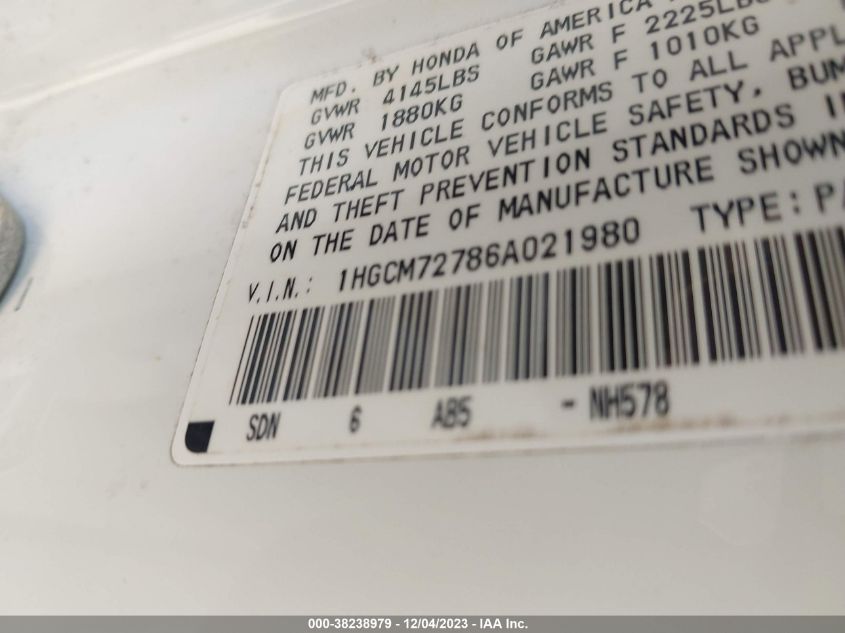 MFD. BY HONDA OF AMERICA
GVWR 4145LBS GAWR F 2225LBS
GVWR 1880KG GAWR F 1010KG
THIS VEHICLE CONFORMS TO ALL APPL
FEDERAL MOTOR VEHICLE SAFETY, BUM
AND THEFT PREVENTION STANDARDS I
ON THE DATE OF MANUFACTURE SHOWN
V.I.N.: 1HGCM72786A021980 TYPE: PA
SDN 6 AB5 - NH578
000-38238979 - 12/04/2023 - IAA Inc.